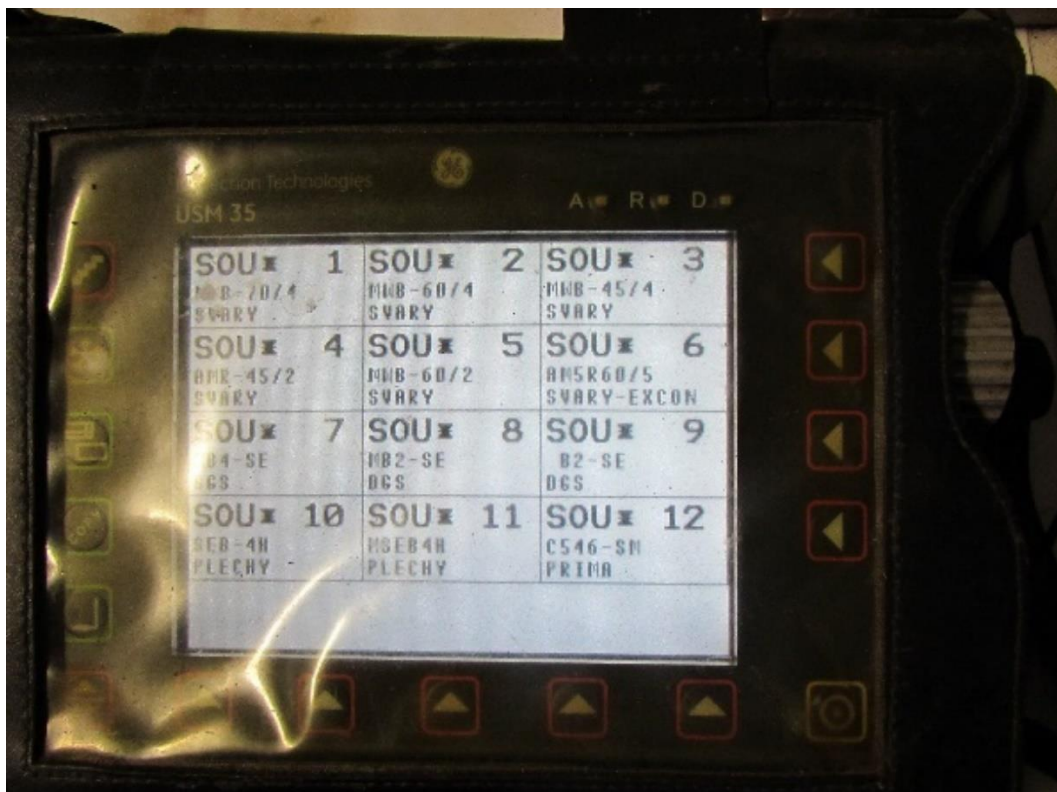 Technologies
USM 35
A R D
SOU 1
SVARY
SOU 2
MWB-60/4
SVARY
SOU 3
MWB-45/4
SVARY
SOU 4
AMR-45/2
SVARY
SOU 5
MWB-60/2
SVARY
SOU 6
AM5R60/5
SVARY-EXCON
SOU 7
B4-SE
DGS
SOU 8
MB2-SE
DGS
SOU 9
B2-SE
DGS
SOU 10
SEB-4H
PLECHY
SOU 11
MSEB4H
PLECHY
SOU 12
C546-SM
PRIMA